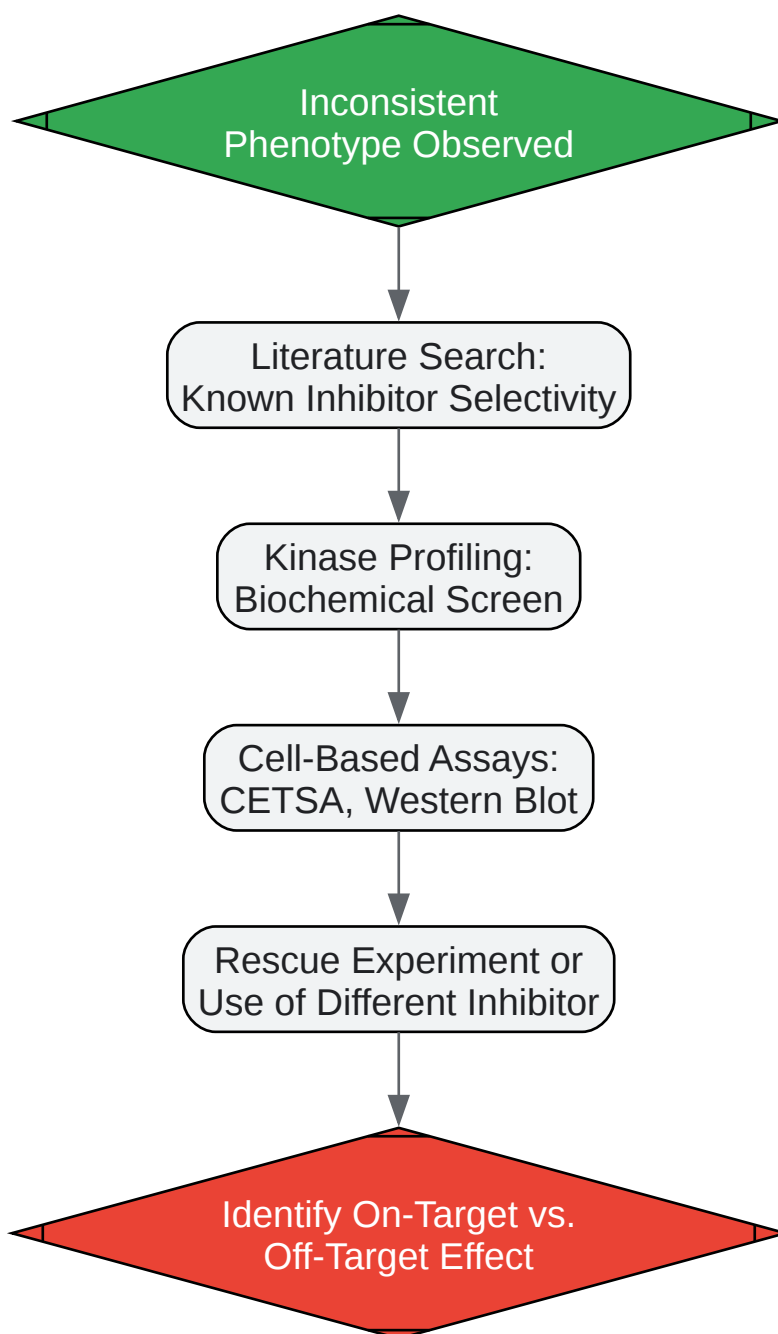 Inconsistent
Phenotype Observed
Literature Search:
Known Inhibitor Selectivity
Kinase Profiling:
Biochemical Screen
Cell-Based Assays:
CETSA, Western Blot
Rescue Experiment or
Use of Different Inhibitor
Identify On-Target vs.
Off-Target Effect